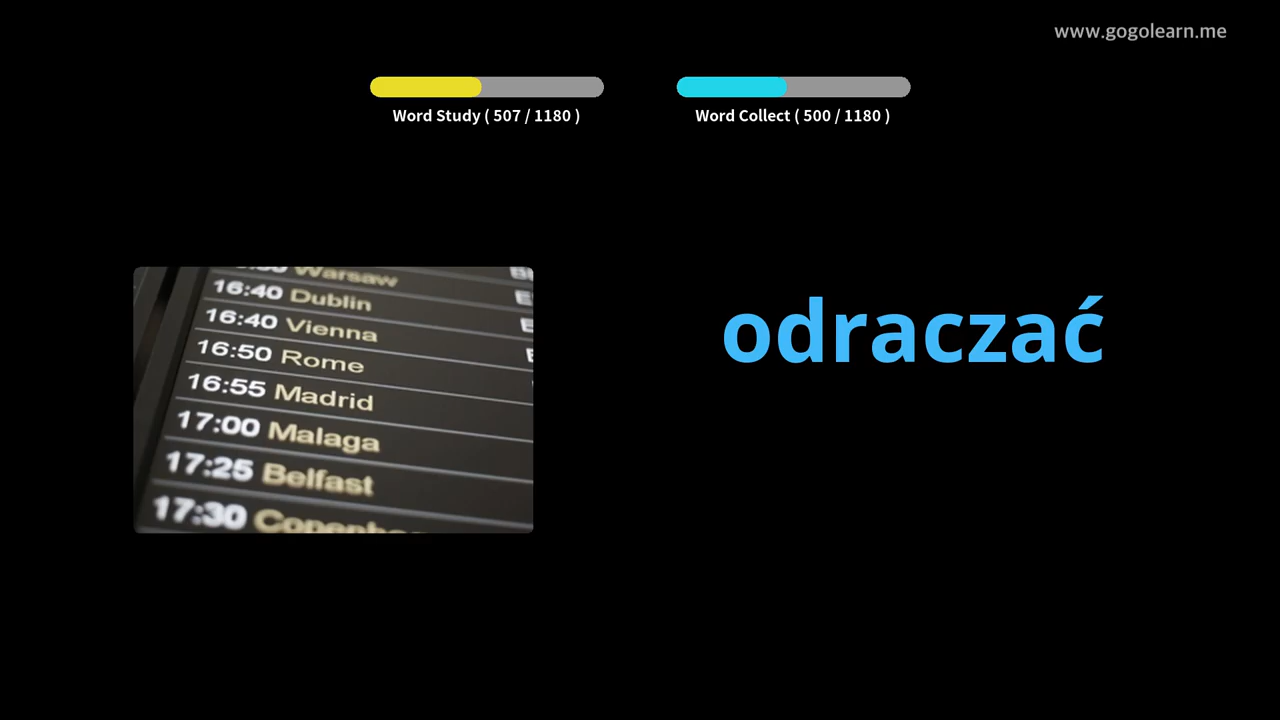 www.gogolearn.me
Word Study ( 507 / 1180 )
Word Collect ( 500 / 1180 )
Warsaw
16:40 Dublin
16:40 Vienna
16:50 Rome
16:55 Madrid
17:00 Malaga
17:25 Belfast
17:30
odraczać